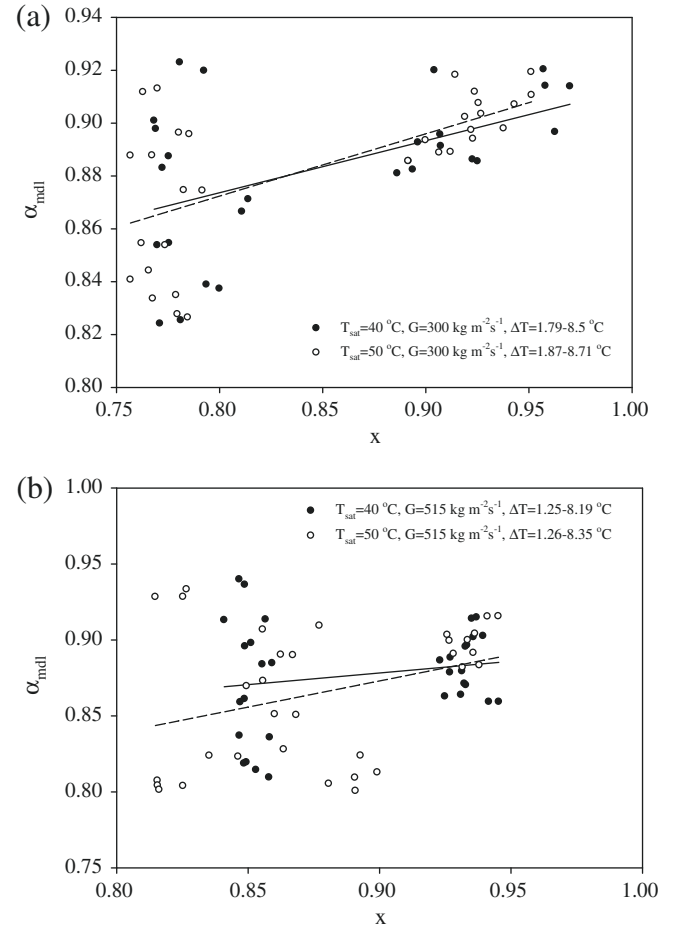 (a)
0.94
0.92
0.90
0.88
0.86
0.84
0.82
0.80
α_mdl
● T_sat=40 °C, G=300 kg m⁻²s⁻¹, ΔT=1.79-8.5 °C
○ T_sat=50 °C, G=300 kg m⁻²s⁻¹, ΔT=1.87-8.71 °C
0.75 0.80 0.85 0.90 0.95 1.00
x
(b)
1.00
0.95
0.90
0.85
0.80
0.75
α_mdl
● T_sat=40 °C, G=515 kg m⁻²s⁻¹, ΔT=1.25-8.19 °C
○ T_sat=50 °C, G=515 kg m⁻²s⁻¹, ΔT=1.26-8.35 °C
0.80 0.85 0.90 0.95 1.00
x